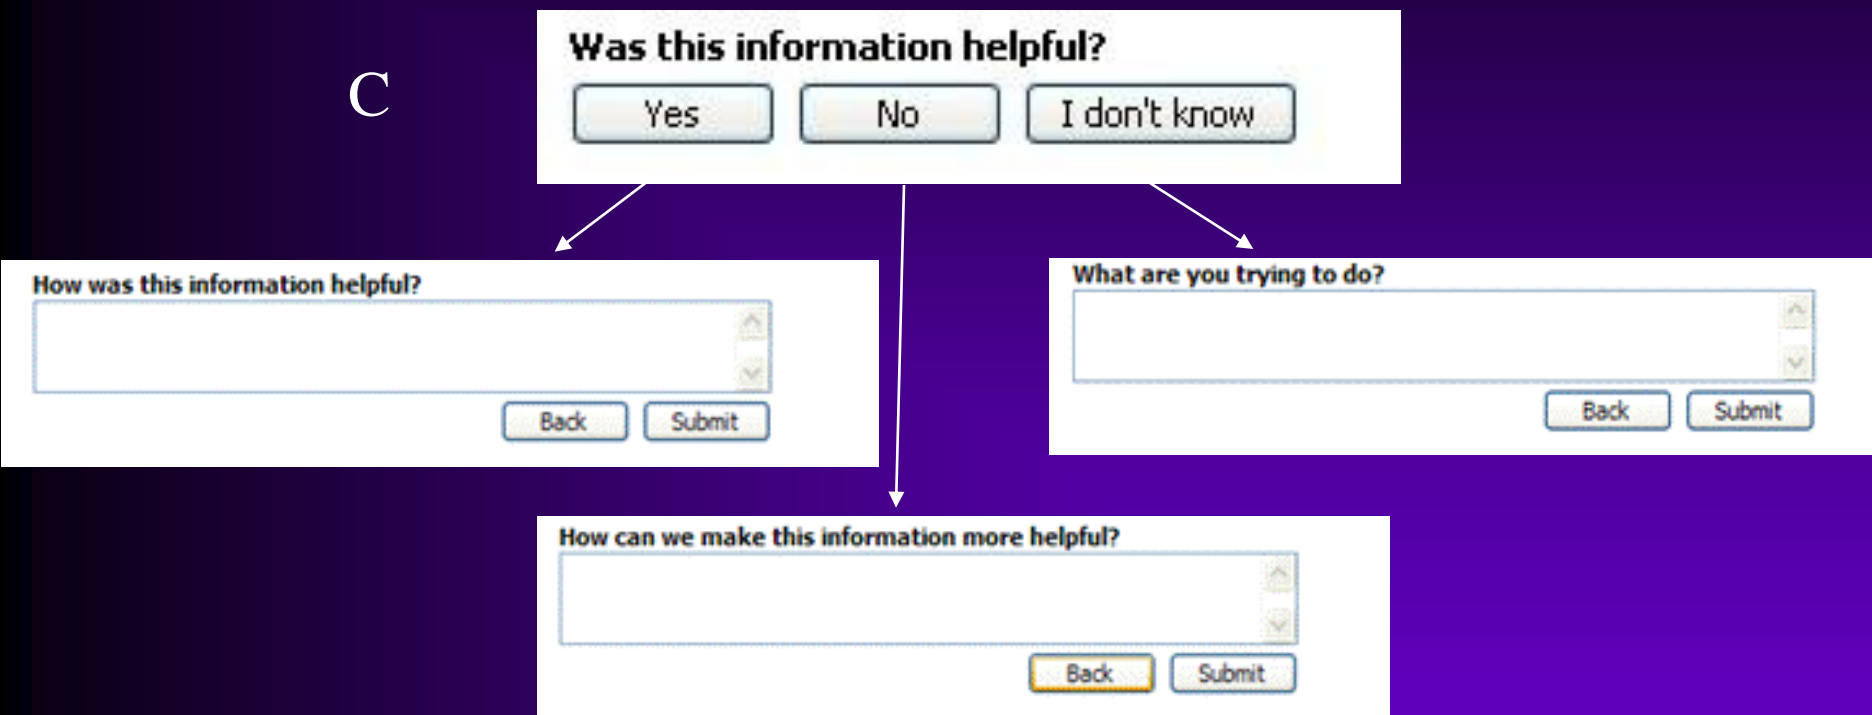 C
Was this information helpful?
Yes No I don't know
How was this information helpful?
Back Submit
What are you trying to do?
Back Submit
How can we make this information more helpful?
Back Submit